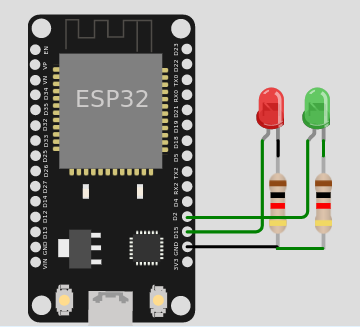 EN
VP
VN
D34
D35
D32
D33
D25
D26
D27
D14
D12
D13
GND
VIN
ESP32
D23
D22
TX0
RX0
D21
D19
D18
D5
TX2
RX2
D4
D2
D15
GND
3V3